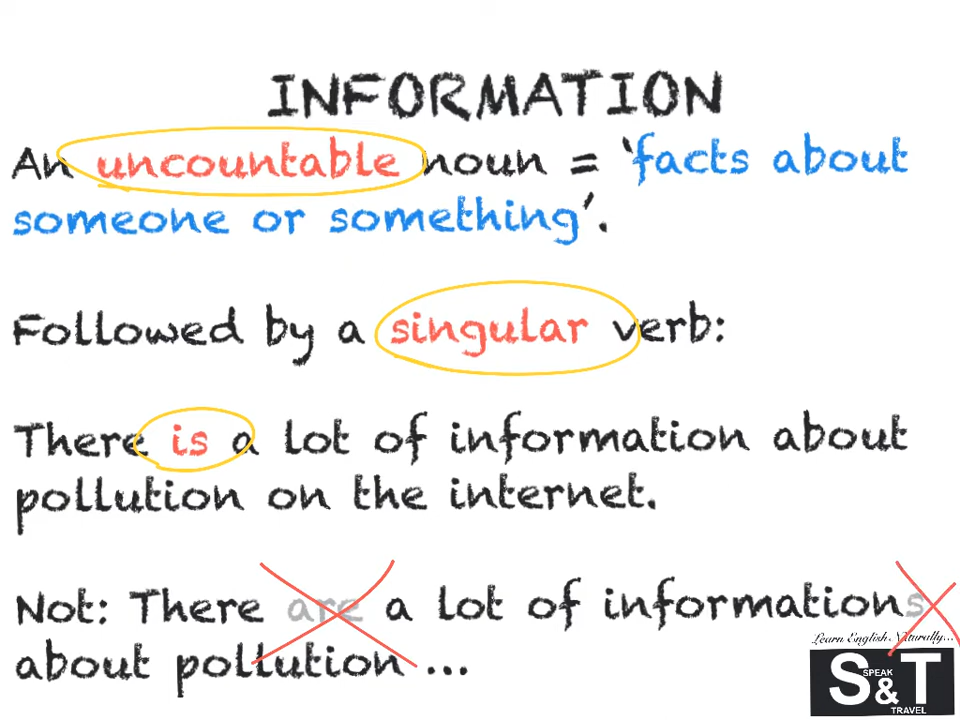 INFORMATION
An uncountable noun = ‘facts about
someone or something’.
Followed by a singular verb:
There is a lot of information about
pollution on the internet.
Not: There are a lot of informations
about pollution ...
Learn English Naturally...
S&T
SPEAK
TRAVEL